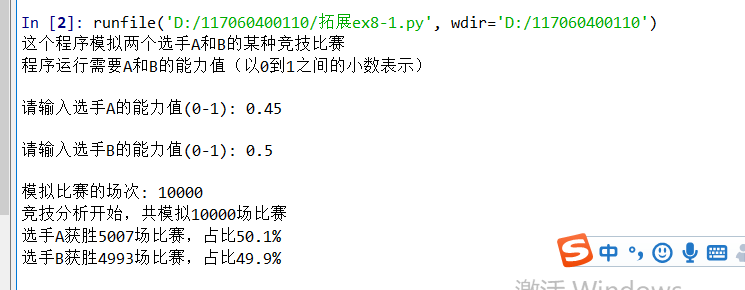 In [2]: runfile('D:/117060400110/拓展ex8-1.py', wdir='D:/117060400110')
这个程序模拟两个选手A和B的某种竞技比赛
程序运行需要A和B的能力值（以0到1之间的小数表示）
请输入选手A的能力值(0-1): 0.45
请输入选手B的能力值(0-1): 0.5
模拟比赛的场次: 10000
竞技分析开始，共模拟10000场比赛
选手A获胜5007场比赛，占比50.1%
选手B获胜4993场比赛，占比49.9%
S 中
激活 Windows